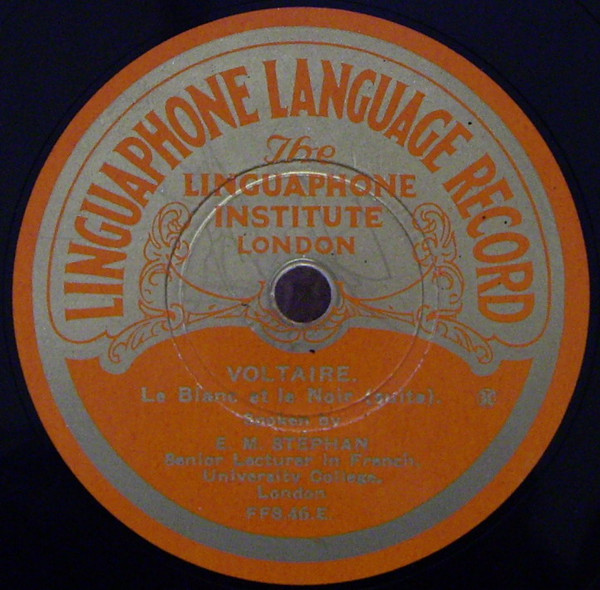 LINGUAPHONE LANGUAGE RECORD
The
LINGUAPHONE
INSTITUTE
LONDON
VOLTAIRE.
Le Blanc et le Noir (suite).
Spoken by
E. M. STEPHAN,
Senior Lecturer in French,
University College,
London
FFS.46.E.